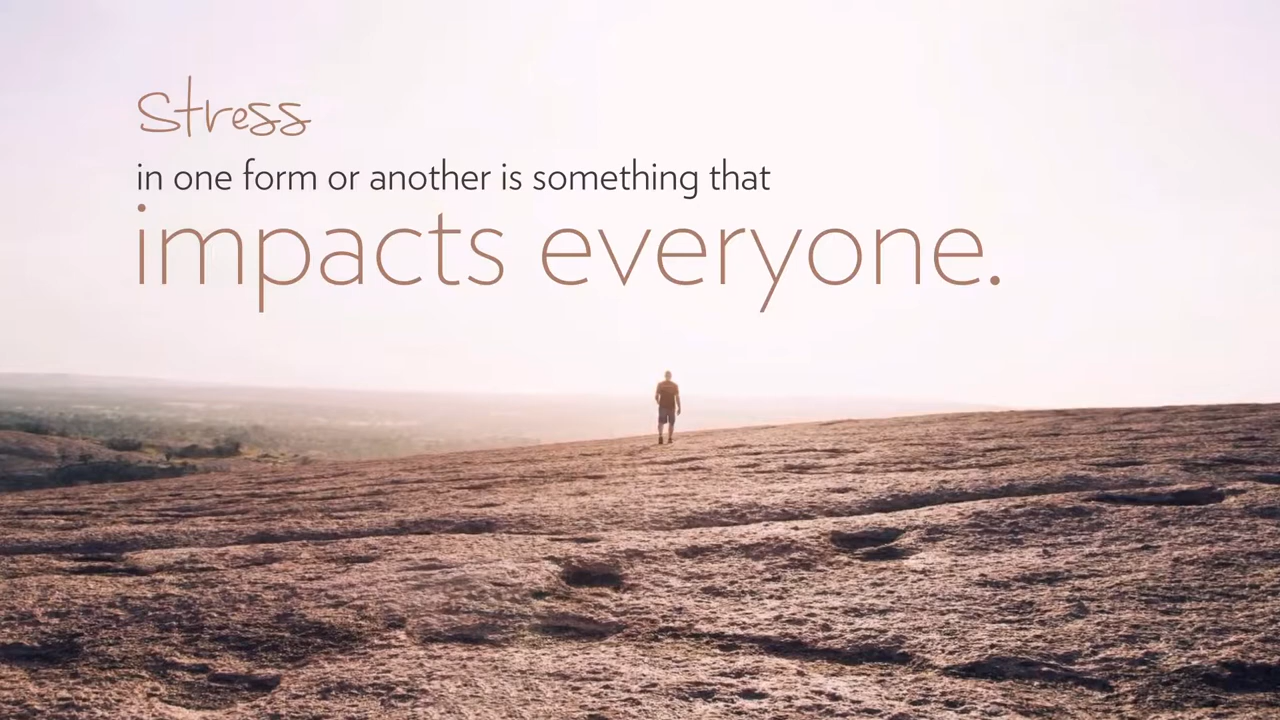 Stress
in one form or another is something that
impacts everyone.